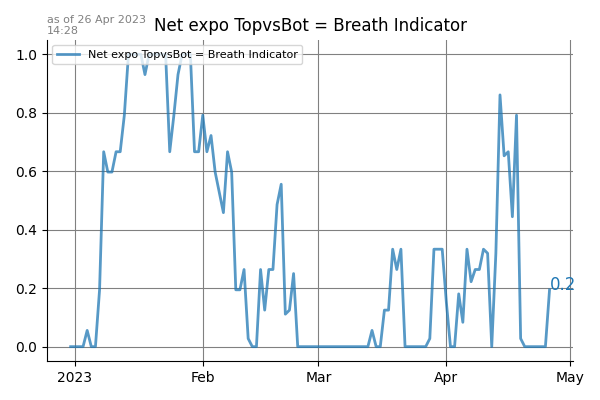 as of 26 Apr 2023
14:28
Net expo TopvsBot = Breath Indicator
Net expo TopvsBot = Breath Indicator
1.0
0.8
0.6
0.4
0.2
0.2
0.0
2023 Feb Mar Apr May